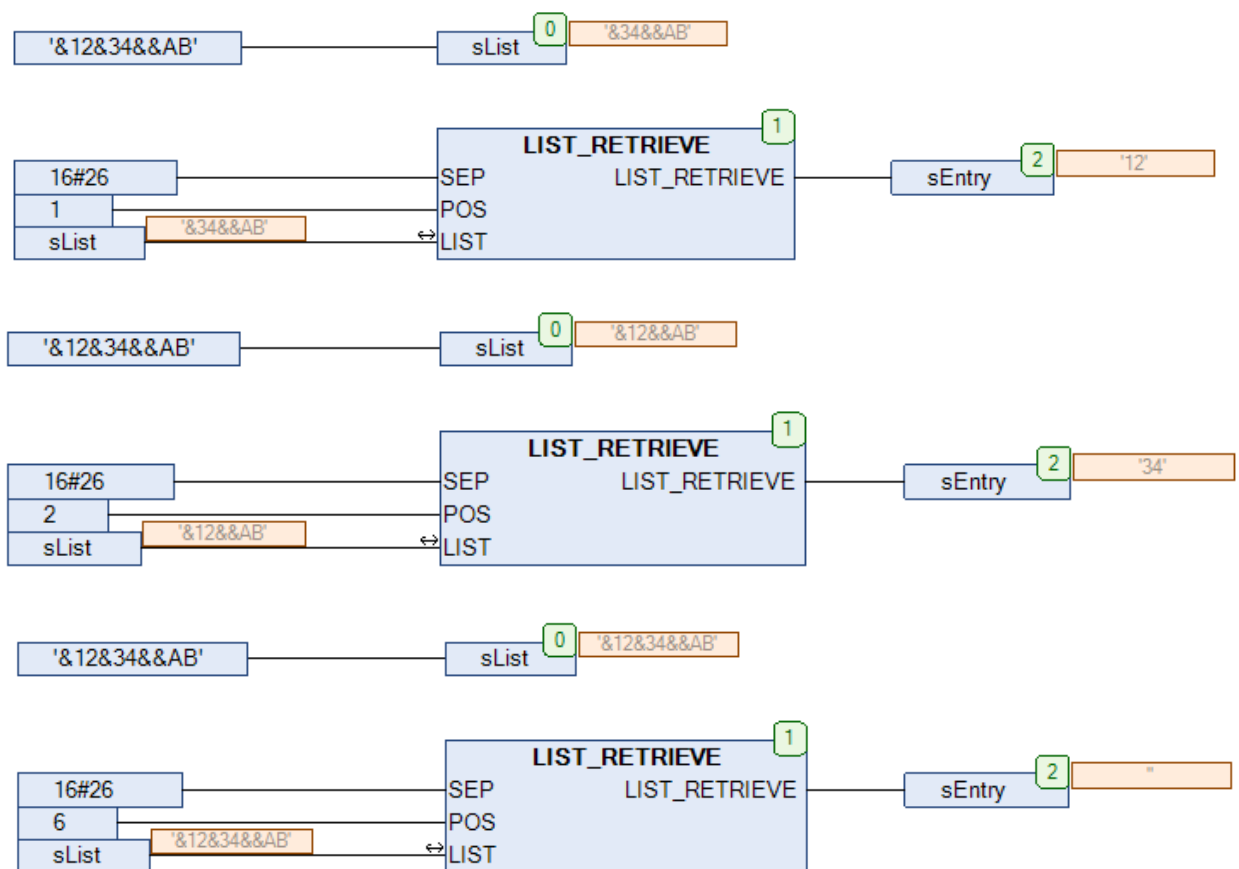 '&12&34&&AB' sList 0 '&34&&AB'
1
LIST_RETRIEVE
16#26 SEP LIST_RETRIEVE sEntry 2 '12'
1 POS
sList '&34&&AB' LIST
'&12&34&&AB' sList 0 '&12&&AB'
1
LIST_RETRIEVE
16#26 SEP LIST_RETRIEVE sEntry 2 '34'
2 POS
sList '&12&&AB' LIST
'&12&34&&AB' sList 0 '&12&34&&AB'
1
LIST_RETRIEVE
16#26 SEP LIST_RETRIEVE sEntry 2 ''
6 POS
sList '&12&34&&AB' LIST